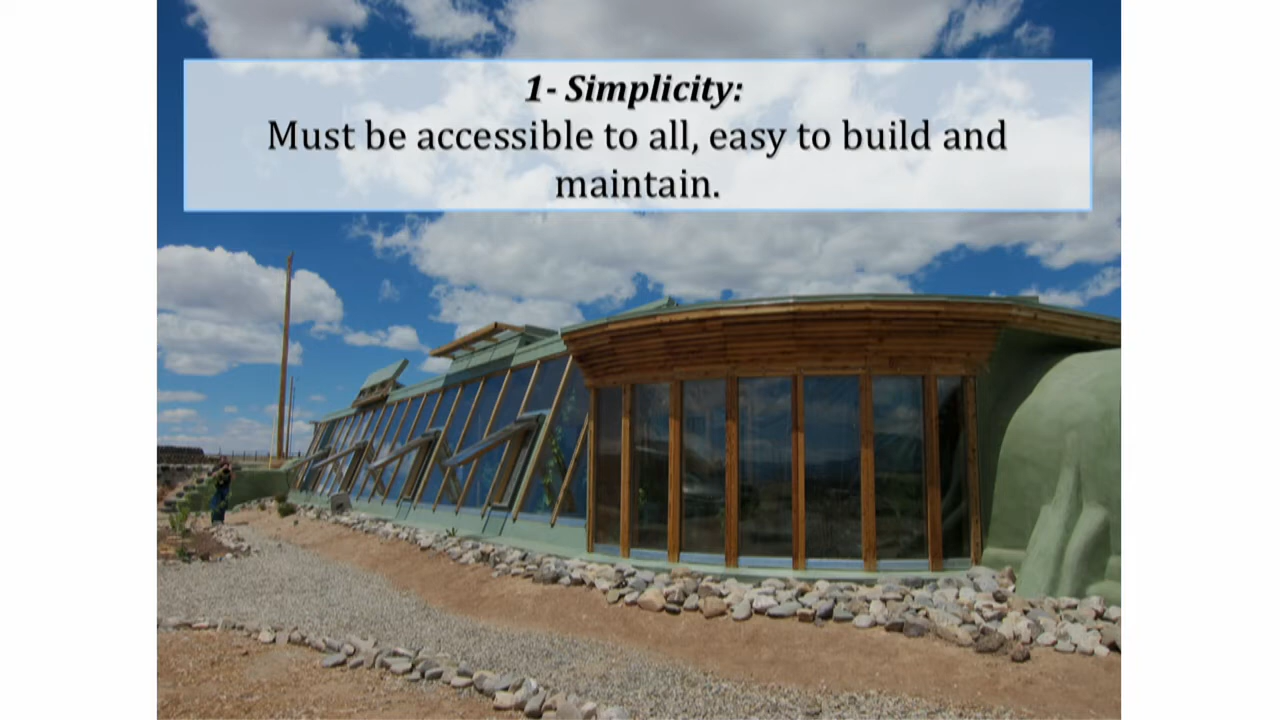 1- Simplicity:
Must be accessible to all, easy to build and
maintain.